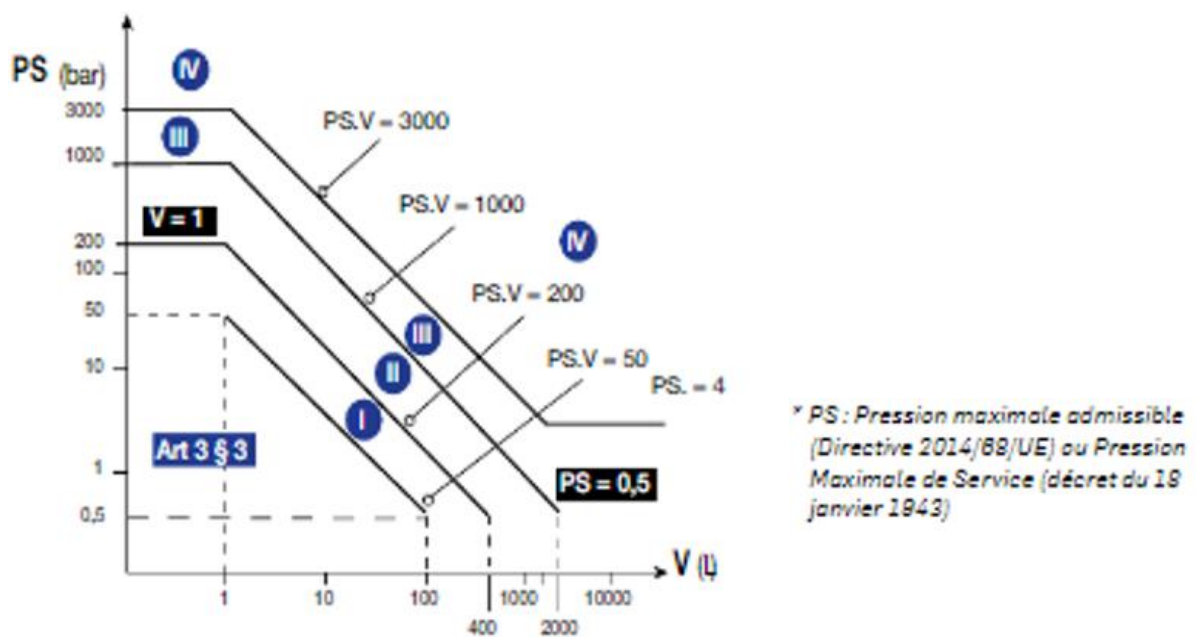 PS (bar)
IV
3000
PS.V = 3000
III
1000
PS.V = 1000
V = 1
IV
200
100
PS.V = 200
50
III
PS.V = 50
II
10
PS. = 4
I
* PS : Pression maximale admissible
(Directive 2014/68/UE) ou Pression
Maximale de Service (décret du 18
janvier 1943)
Art 3 § 3
1
PS = 0,5
0,5
V (L)
1
10
100
1000
10000
400
2000